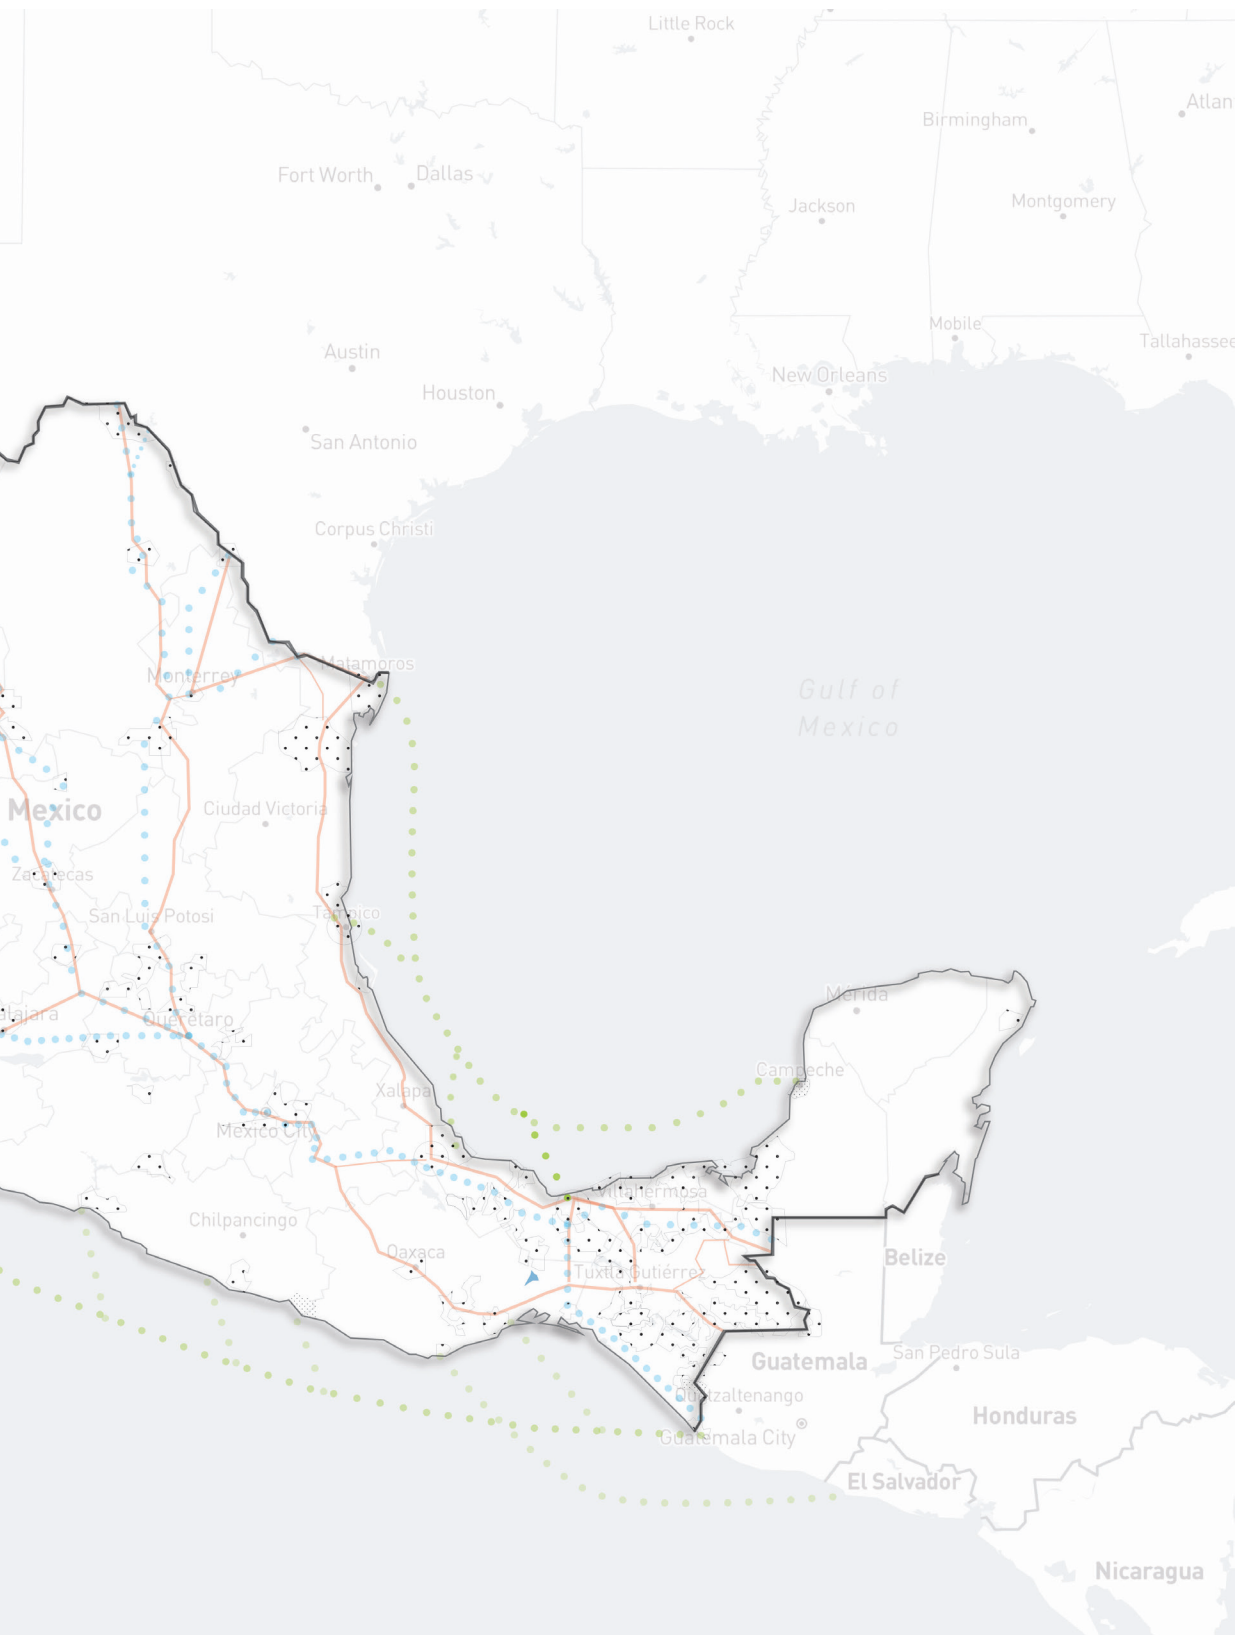 Little Rock
Atlan
Birmingham
Fort Worth
Dallas
Jackson
Montgomery
Mobile
Tallahassee
Austin
New Orleans
Houston
San Antonio
Corpus Christi
Matamoros
Monterrey
Gulf of
Mexico
Mexico
Ciudad Victoria
Zacatecas
San Luis Potosi
Tampico
Mérida
alajara
Querétaro
Campeche
Xalapa
Mexico City
Villahermosa
Chilpancingo
Oaxaca
Belize
Tuxtla Gutiérrez
San Pedro Sula
Guatemala
Quetzaltenango
Honduras
Guatemala City
El Salvador
Nicaragua